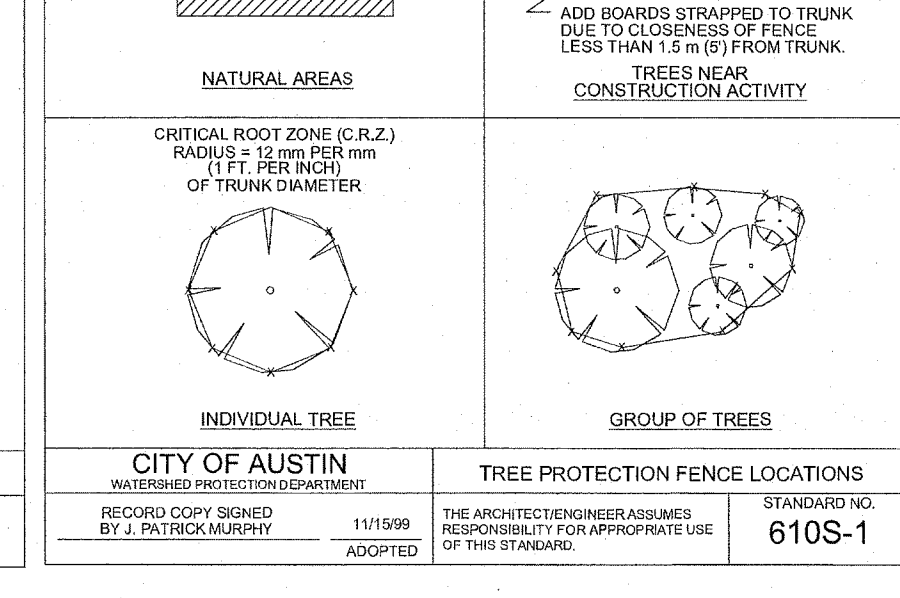 ADD BOARDS STRAPPED TO TRUNK
DUE TO CLOSENESS OF FENCE
LESS THAN 1.5 m (5') FROM TRUNK.
NATURAL AREAS
TREES NEAR
CONSTRUCTION ACTIVITY
CRITICAL ROOT ZONE (C.R.Z.)
RADIUS = 12 mm PER mm
(1 FT. PER INCH)
OF TRUNK DIAMETER
INDIVIDUAL TREE
GROUP OF TREES
CITY OF AUSTIN
WATERSHED PROTECTION DEPARTMENT
TREE PROTECTION FENCE LOCATIONS
RECORD COPY SIGNED
BY J. PATRICK MURPHY
11/15/99
ADOPTED
THE ARCHITECT/ENGINEER ASSUMES
RESPONSIBILITY FOR APPROPRIATE USE
OF THIS STANDARD.
STANDARD NO.
610S-1